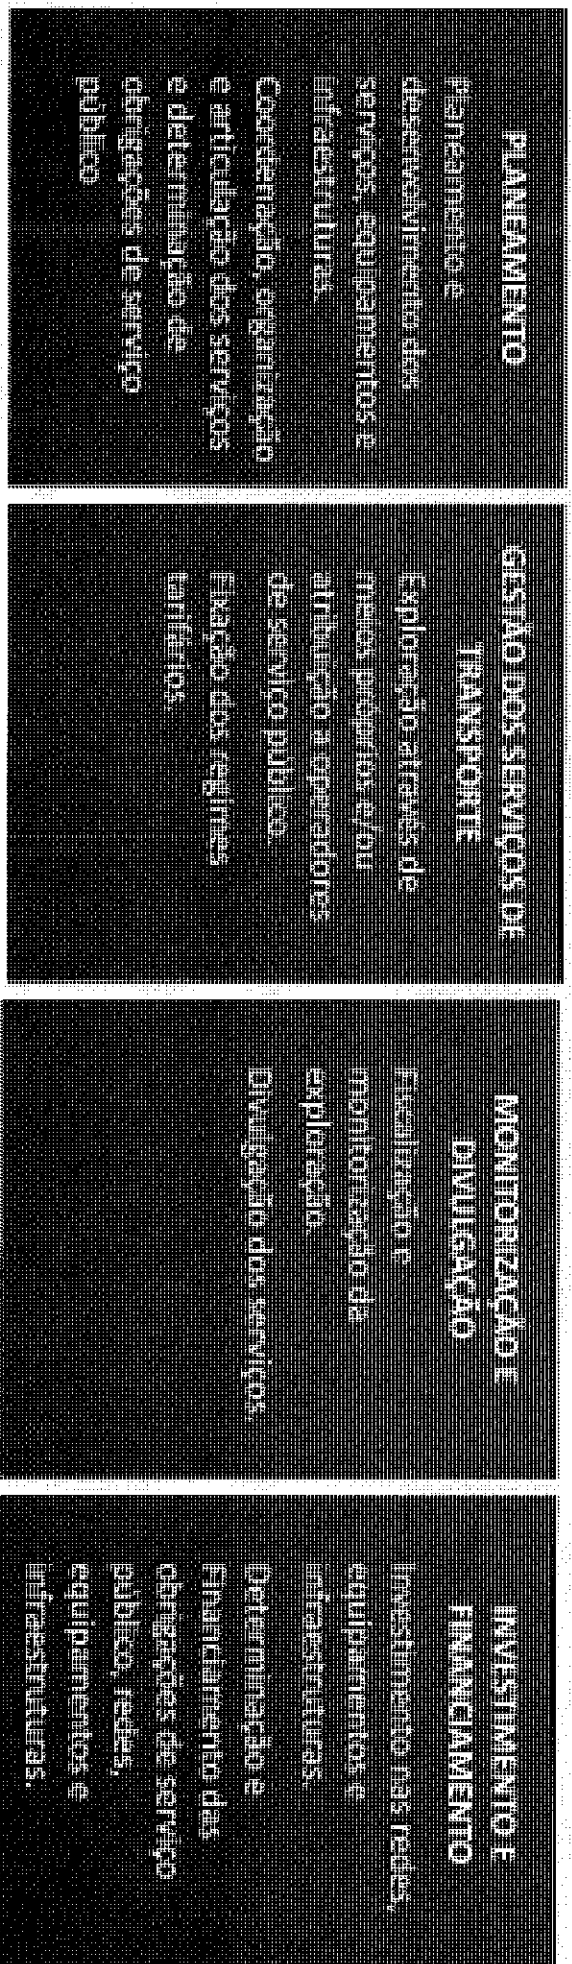 PLANEAMENTO
Planeamento e
desenvolvimento dos
serviços, equipamentos e
infraestruturas.
Coordenação, organização
e articulação dos serviços
e determinação de
obrigações de serviço
público
GESTÃO DOS SERVIÇOS DE
TRANSPORTE
Exploração através de
meios próprios e/ou
atribuição a operadores
de serviço público.
Fixação dos regimes
tarifários.
MONITORIZAÇÃO E
DIVULGAÇÃO
Fiscalização e
monitorização da
exploração.
Divulgação dos serviços.
INVESTIMENTO E
FINANCIAMENTO
Investimento nas redes,
equipamentos e
infraestruturas.
Determinação e
financiamento das
obrigações de serviço
público, redes,
equipamentos e
infraestruturas.